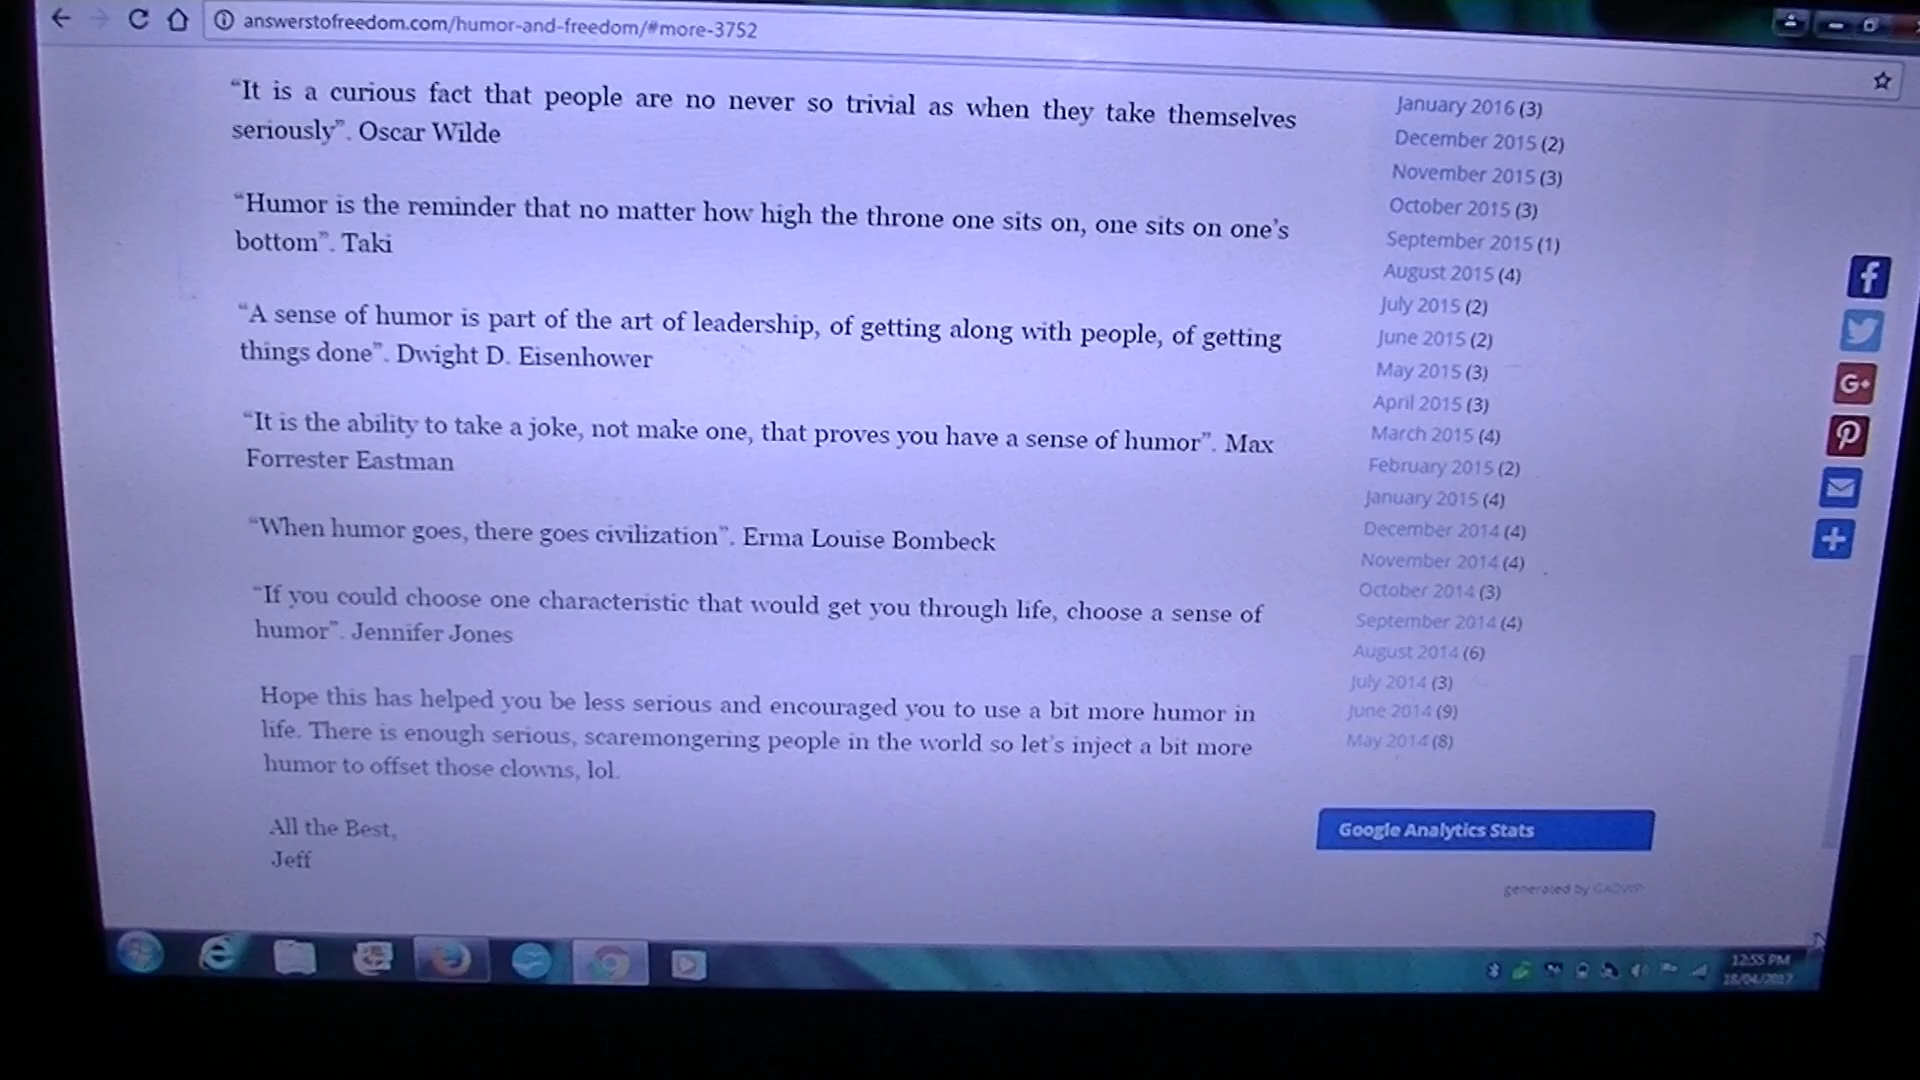 answerstofreedom.com/humor-and-freedom/#more-3752
“It is a curious fact that people are no never so trivial as when they take themselves
seriously”. Oscar Wilde
“Humor is the reminder that no matter how high the throne one sits on, one sits on one’s
bottom”. Taki
“A sense of humor is part of the art of leadership, of getting along with people, of getting
things done”. Dwight D. Eisenhower
“It is the ability to take a joke, not make one, that proves you have a sense of humor”. Max
Forrester Eastman
“When humor goes, there goes civilization”. Erma Louise Bombeck
“If you could choose one characteristic that would get you through life, choose a sense of
humor”. Jennifer Jones
Hope this has helped you be less serious and encouraged you to use a bit more humor in
life. There is enough serious, scaremongering people in the world so let’s inject a bit more
humor to offset those clowns, lol.
All the Best,
Jeff
January 2016 (3)
December 2015 (2)
November 2015 (3)
October 2015 (3)
September 2015 (1)
August 2015 (4)
July 2015 (2)
June 2015 (2)
May 2015 (3)
April 2015 (3)
March 2015 (4)
February 2015 (2)
January 2015 (4)
December 2014 (4)
November 2014 (4)
October 2014 (3)
September 2014 (4)
August 2014 (6)
July 2014 (3)
June 2014 (9)
May 2014 (8)
Google Analytics Stats
generated by
G+
12:55 PM
18/04/2017